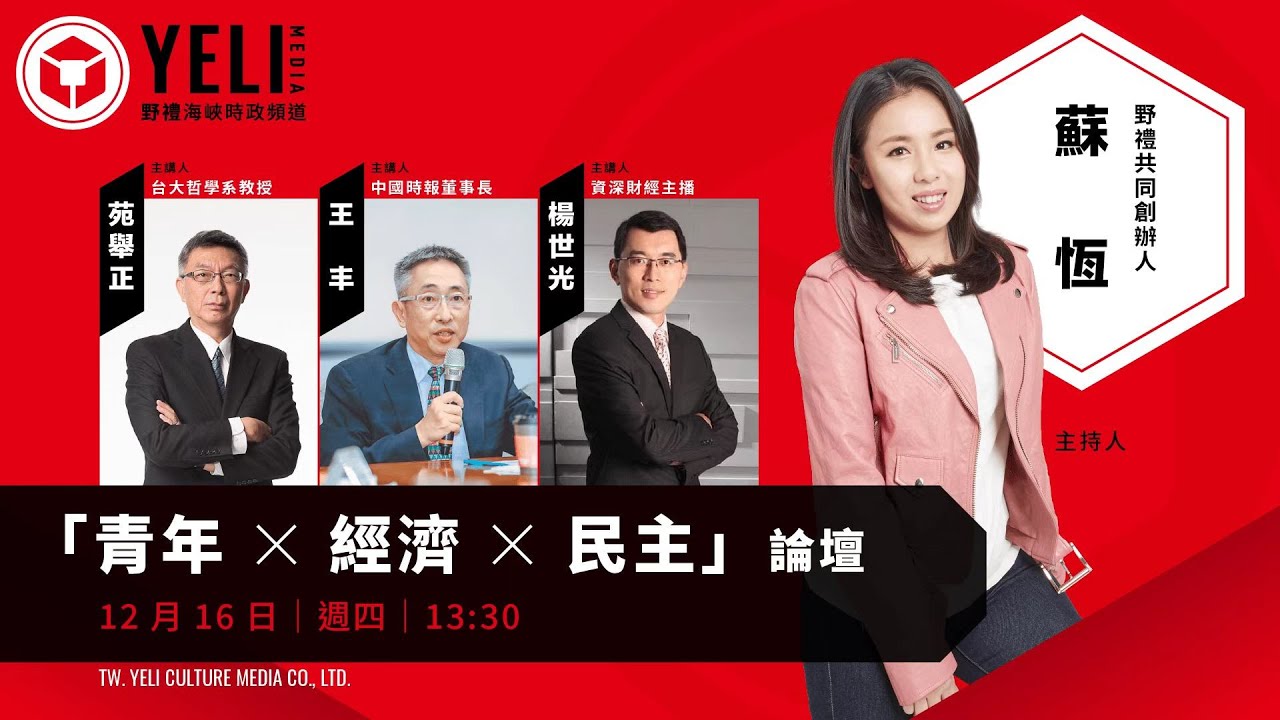 YELI
MEDIA
野禮海峽時政頻道
主講人
台大哲學系教授
苑舉正
主講人
中國時報董事長
王丰
主講人
資深財經主播
楊世光
野禮共同創辦人
蘇恆
主持人
「青年 × 經濟 × 民主」論壇
12 月 16 日｜週四｜13:30
TW. YELI CULTURE MEDIA CO., LTD.